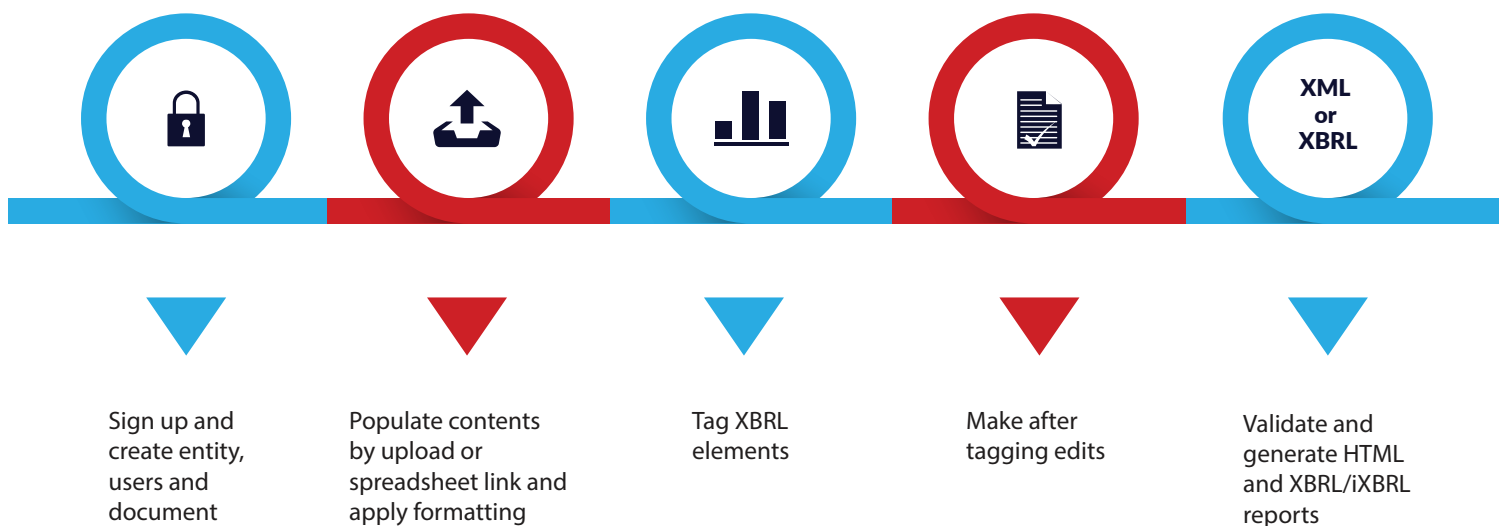 XML
or
XBRL
Sign up and
create entity,
users and
document
Populate contents
by upload or
spreadsheet link and
apply formatting
Tag XBRL
elements
Make after
tagging edits
Validate and
generate HTML
and XBRL/iXBRL
reports